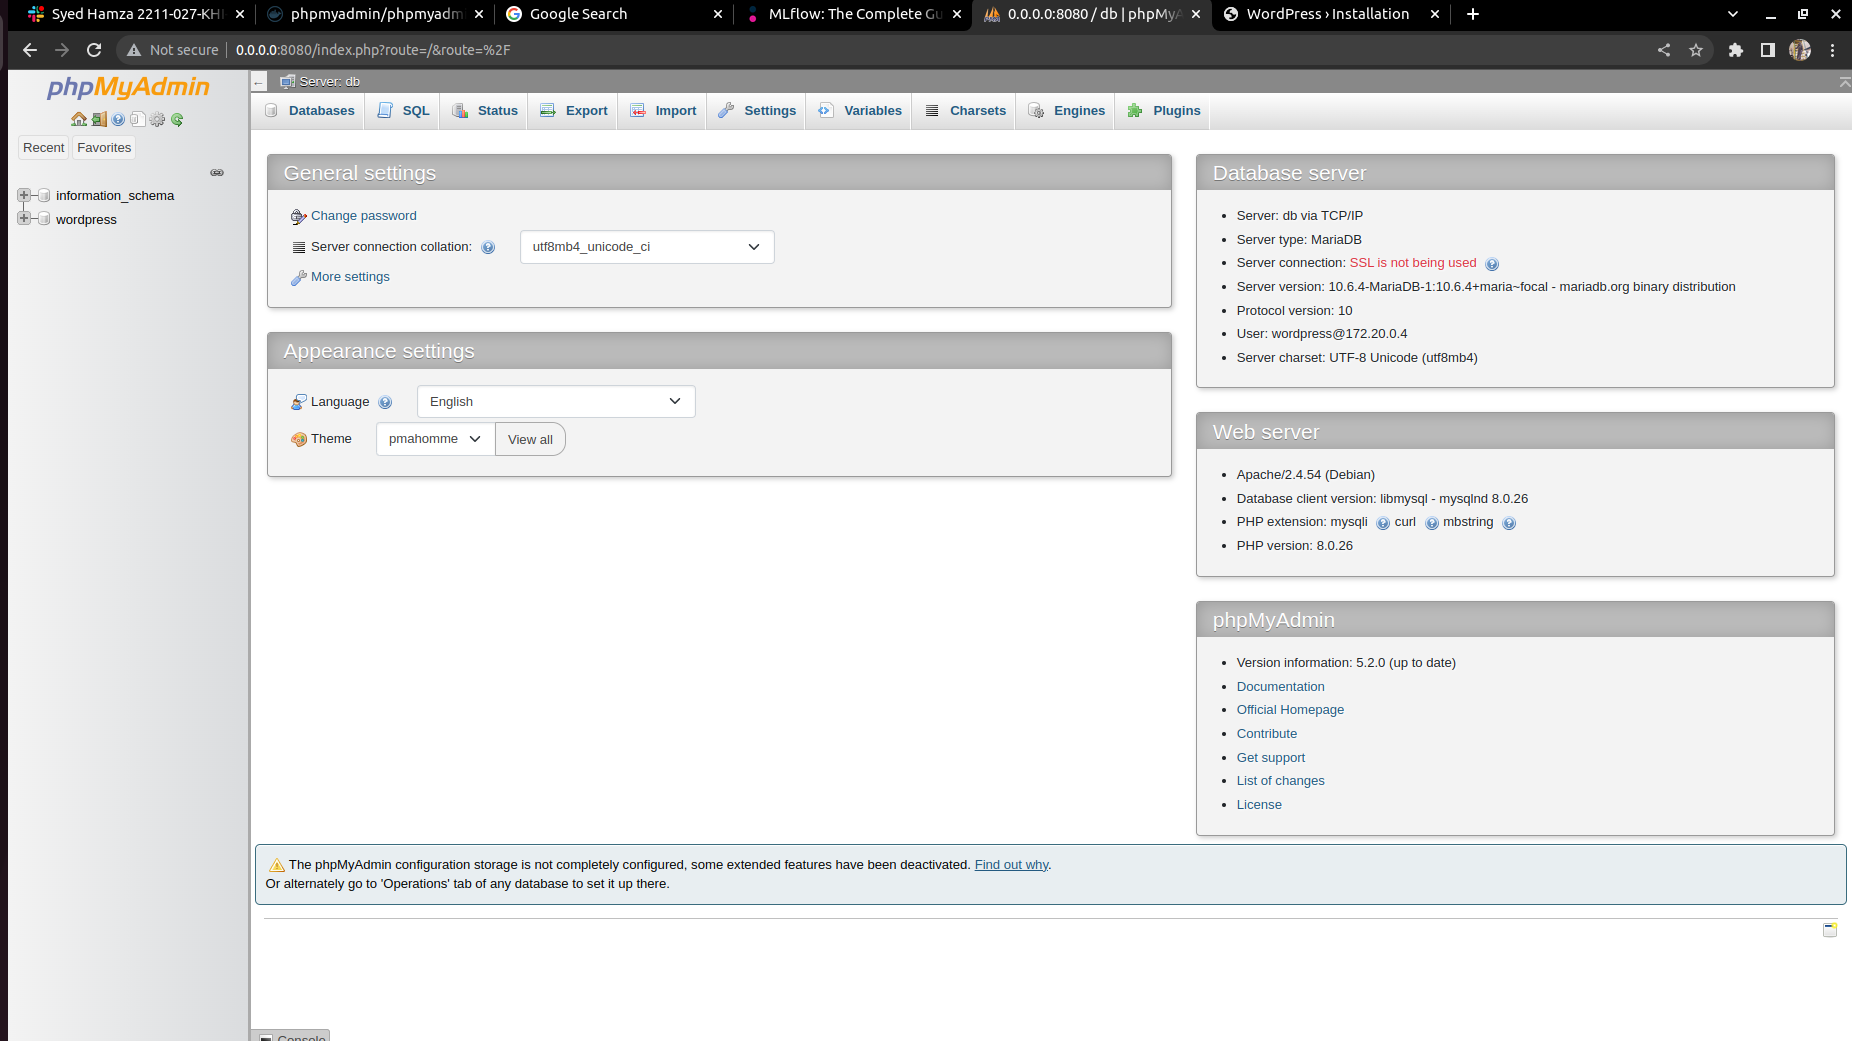 Syed Hamza 2211-027-KH
phpmyadmin/phpmyadm
Google Search
MLflow: The Complete Gu
0.0.0.0:8080 / db | phpMyA
WordPress › Installation
Not secure
0.0.0.0:8080/index.php?route=/&route=%2F
phpMyAdmin
Recent
Favorites
information_schema
wordpress
Server: db
Databases
SQL
Status
Export
Import
Settings
Variables
Charsets
Engines
Plugins
General settings
Change password
Server connection collation:
utf8mb4_unicode_ci
More settings
Appearance settings
Language
English
Theme
pmahomme
View all
Database server
Server: db via TCP/IP
Server type: MariaDB
Server connection: SSL is not being used
Server version: 10.6.4-MariaDB-1:10.6.4+maria~focal - mariadb.org binary distribution
Protocol version: 10
User: wordpress@172.20.0.4
Server charset: UTF-8 Unicode (utf8mb4)
Web server
Apache/2.4.54 (Debian)
Database client version: libmysql - mysqlnd 8.0.26
PHP extension: mysqli curl mbstring
PHP version: 8.0.26
phpMyAdmin
Version information: 5.2.0 (up to date)
Documentation
Official Homepage
Contribute
Get support
List of changes
License
The phpMyAdmin configuration storage is not completely configured, some extended features have been deactivated. Find out why.
Or alternately go to 'Operations' tab of any database to set it up there.
Console